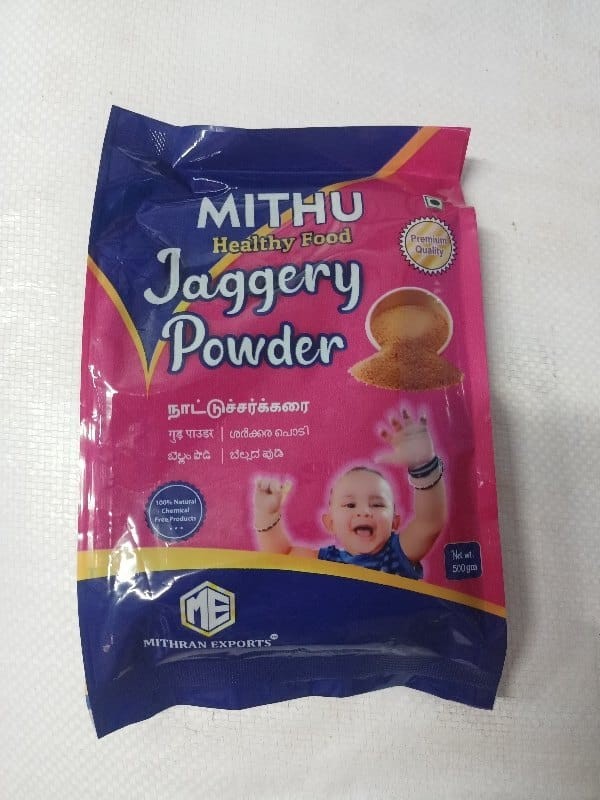 MITHU
Healthy Food
Jaggery
Powder
Premium
Quality
நாட்டுச்சர்க்கரை
गुड़ पाउडर | ശർക്കര പൊടി
బెల్లం పొడి | ಬೆಲ್ಲದ ಪುಡಿ
100% Natural
Chemical
Free Products
Net wt.
500gm
ME
MITHRAN EXPORTS